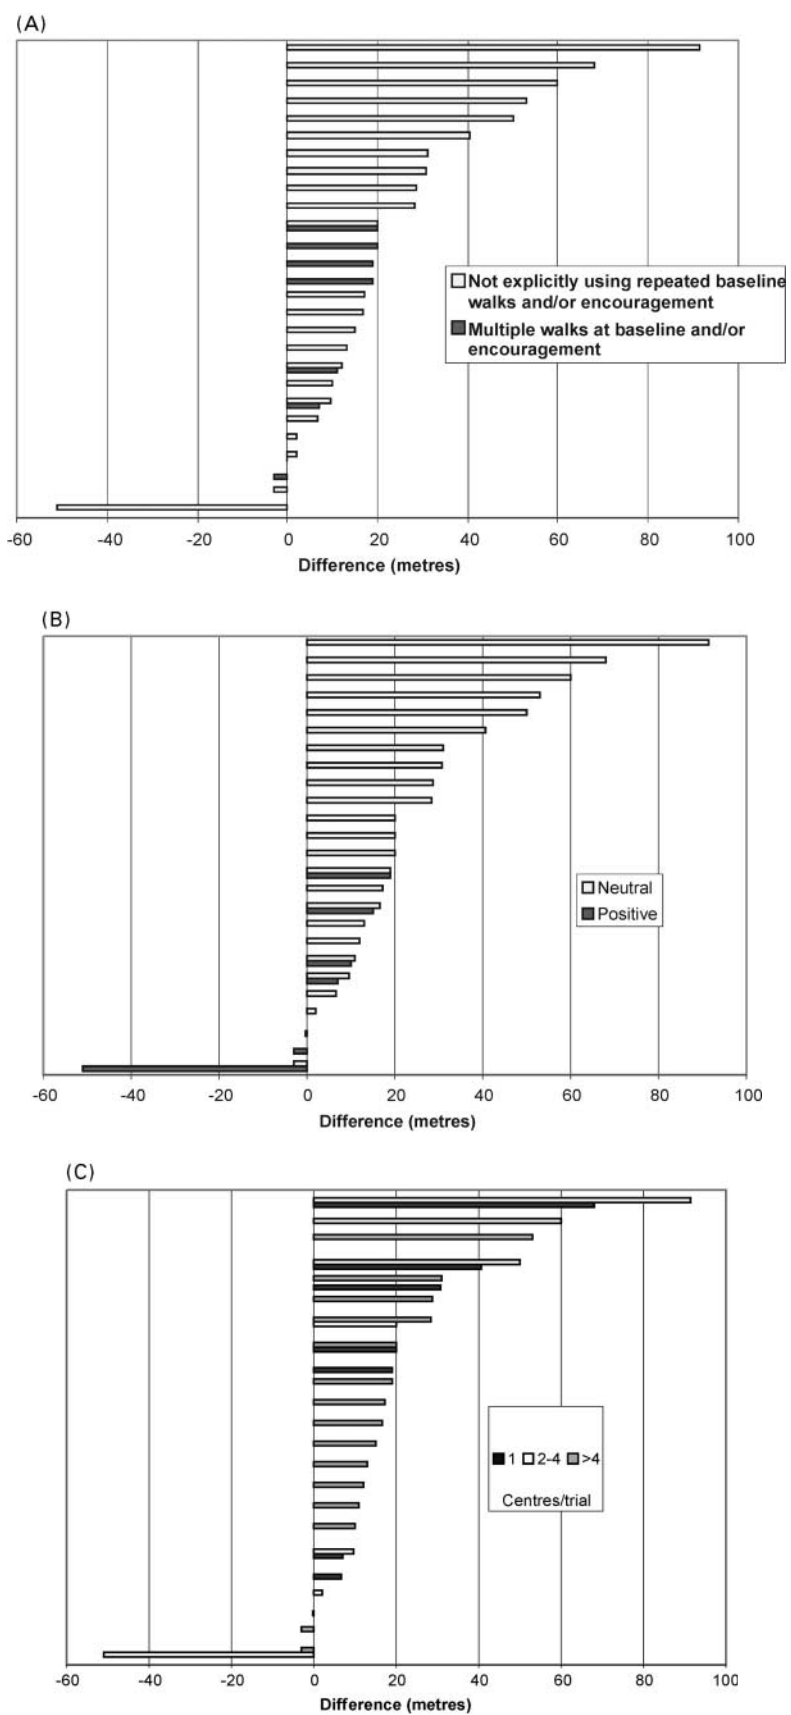 (A)
Not explicitly using repeated baseline
walks and/or encouragement
Multiple walks at baseline and/or
encouragement
-60 -40 -20 0 20 40 60 80 100
Difference (metres)
(B)
Neutral
Positive
-60 -40 -20 0 20 40 60 80 100
Difference (metres)
(C)
1 2-4 >4
Centres/trial
-60 -40 -20 0 20 40 60 80 100
Difference (metres)